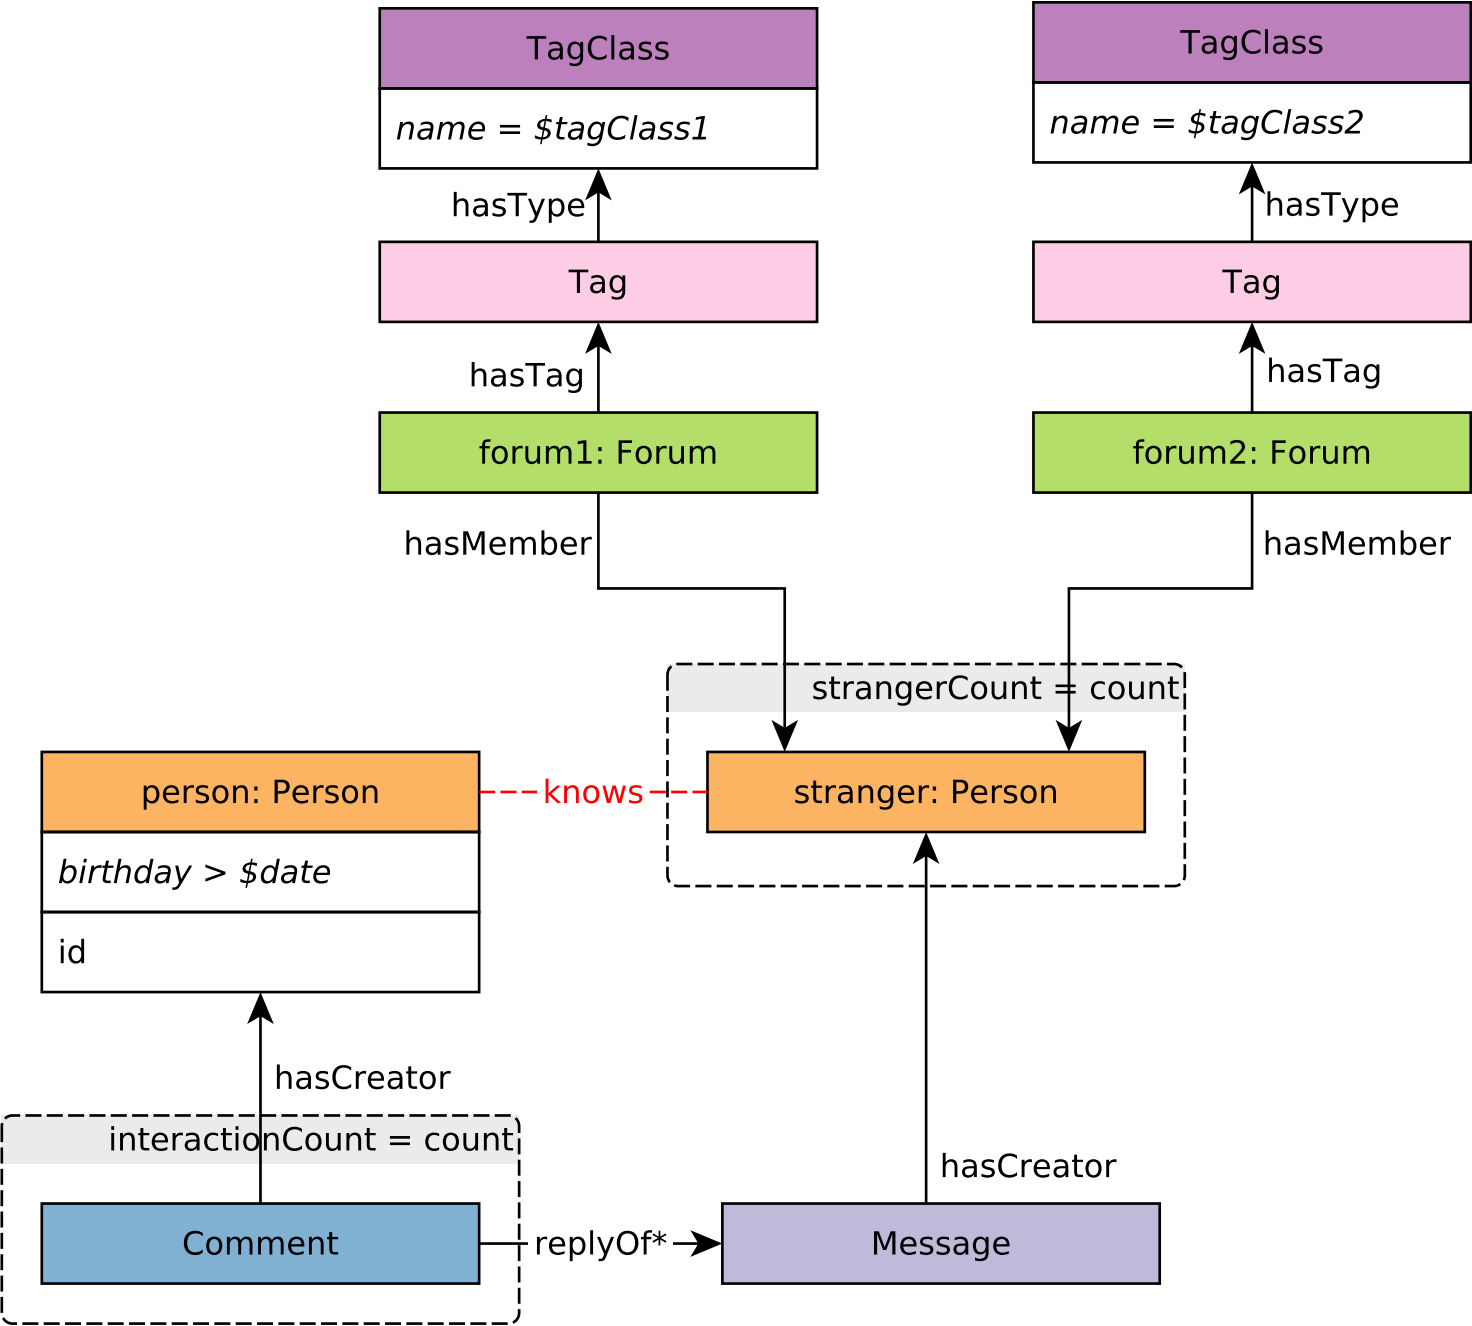 TagClass
name = $tagClass1
TagClass
name = $tagClass2
hasType
hasType
Tag
Tag
hasTag
hasTag
forum1: Forum
forum2: Forum
hasMember
hasMember
strangerCount = count
person: Person
knows
stranger: Person
birthday > $date
id
hasCreator
interactionCount = count
hasCreator
Comment
replyOf*
Message